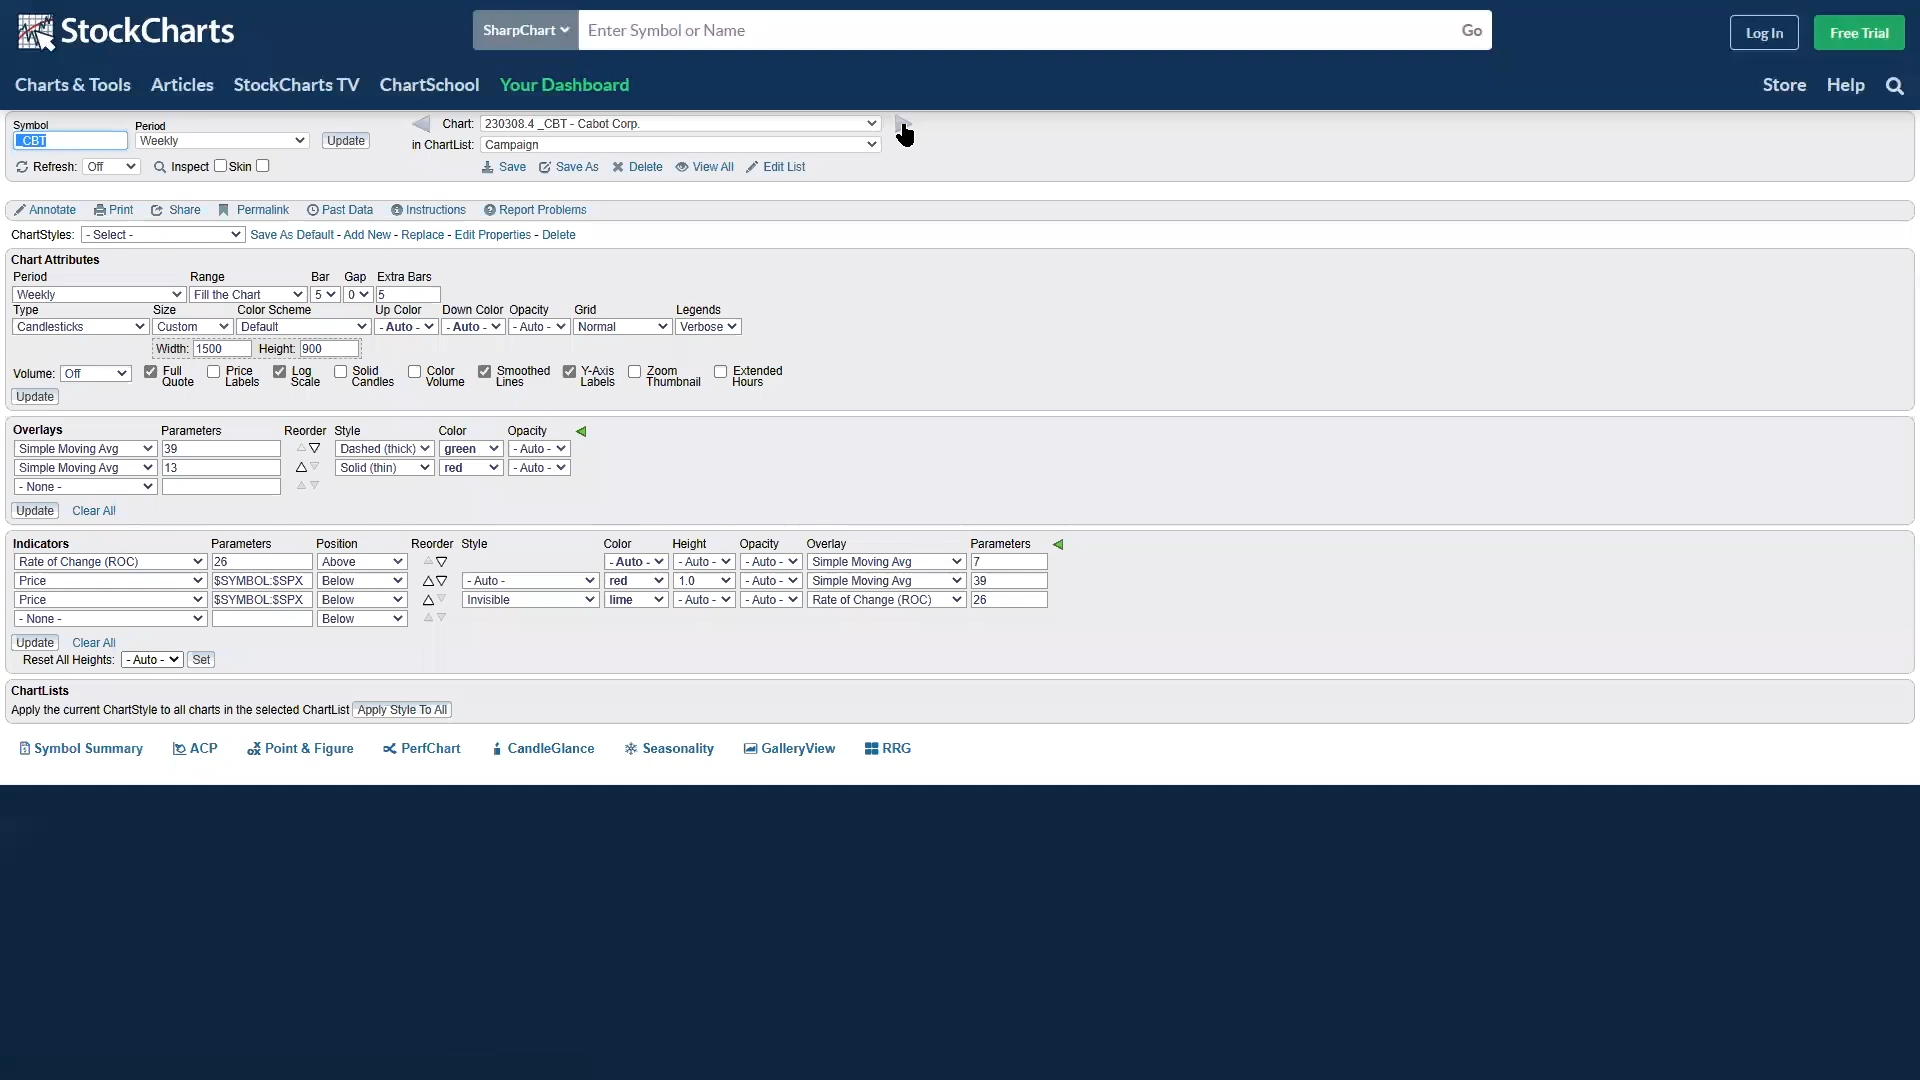 StockCharts
SharpChart Enter Symbol or Name Go
Log In Free Trial
Charts & Tools Articles StockCharts TV ChartSchool Your Dashboard Store Help
Symbol Period
_CBT Weekly Update
Chart: 230308.4 _CBT - Cabot Corp.
in ChartList: Campaign
Refresh: Off Inspect Skin Save Save As Delete View All Edit List
Annotate Print Share Permalink Past Data Instructions Report Problems
ChartStyles: - Select - Save As Default - Add New - Replace - Edit Properties - Delete
Chart Attributes
Period Range Bar Gap Extra Bars
Weekly Fill the Chart 5 0 5
Type Size Color Scheme Up Color Down Color Opacity Grid Legends
Candlesticks Custom Default - Auto - - Auto - - Auto - Normal Verbose
Width: 1500 Height: 900
Volume: Off Full Quote Price Labels Log Scale Solid Candles Color Volume Smoothed Lines Y-Axis Labels Zoom Thumbnail Extended Hours
Update
Overlays Parameters Reorder Style Color Opacity
Simple Moving Avg 39 Dashed (thick) green - Auto -
Simple Moving Avg 13 Solid (thin) red - Auto -
- None -
Update Clear All
Indicators Parameters Position Reorder Style Color Height Opacity Overlay Parameters
Rate of Change (ROC) 26 Above - Auto - - Auto - - Auto - Simple Moving Avg 7
Price $SYMBOL:$SPX Below - Auto - red 1.0 - Auto - Simple Moving Avg 39
Price $SYMBOL:$SPX Below Invisible lime - Auto - - Auto - Rate of Change (ROC) 26
- None - Below
Update Clear All
Reset All Heights: - Auto - Set
ChartLists
Apply the current ChartStyle to all charts in the selected ChartList Apply Style To All
Symbol Summary ACP Point & Figure PerfChart CandleGlance Seasonality GalleryView RRG